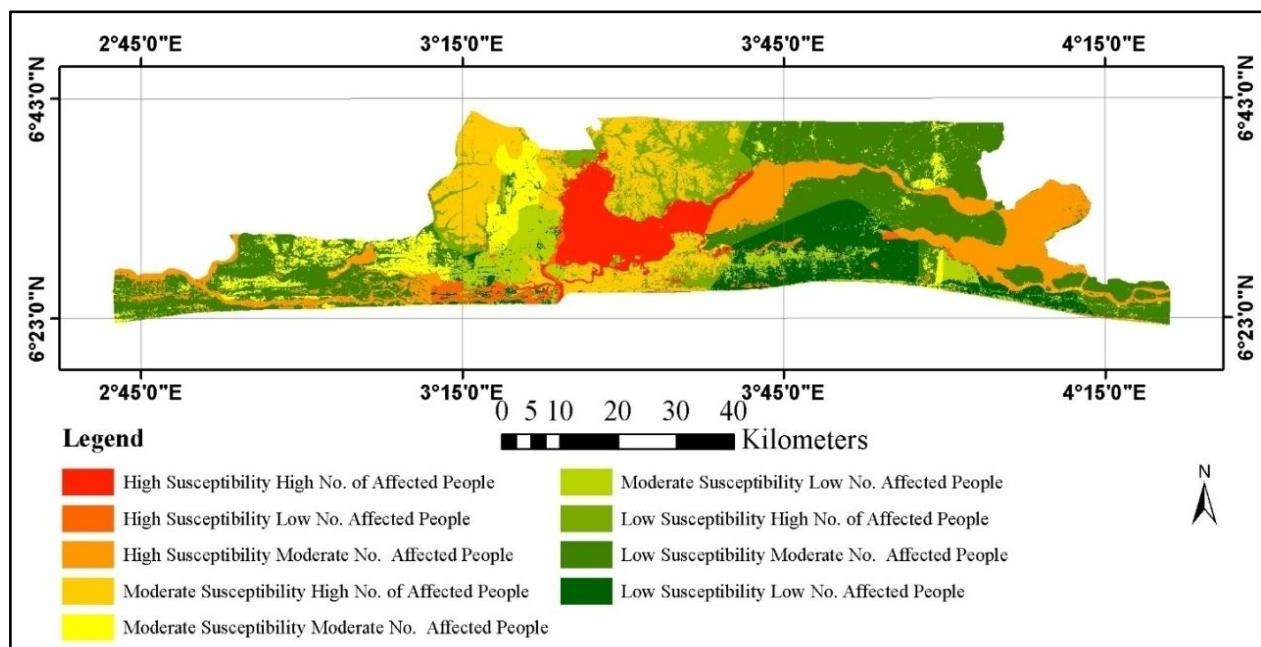 2°45'0"E 3°15'0"E 3°45'0"E 4°15'0"E
6°43'0"N 6°43'0"N
6°23'0"N 6°23'0"N
2°45'0"E 3°15'0"E 3°45'0"E 4°15'0"E
0 5 10 20 30 40
Kilometers
Legend
High Susceptibility High No. of Affected People
High Susceptibility Low No. Affected People
High Susceptibility Moderate No. Affected People
Moderate Susceptibility High No. of Affected People
Moderate Susceptibility Moderate No. Affected People
Moderate Susceptibility Low No. Affected People
Low Susceptibility High No. of Affected People
Low Susceptibility Moderate No. Affected People
Low Susceptibility Low No. Affected People
N